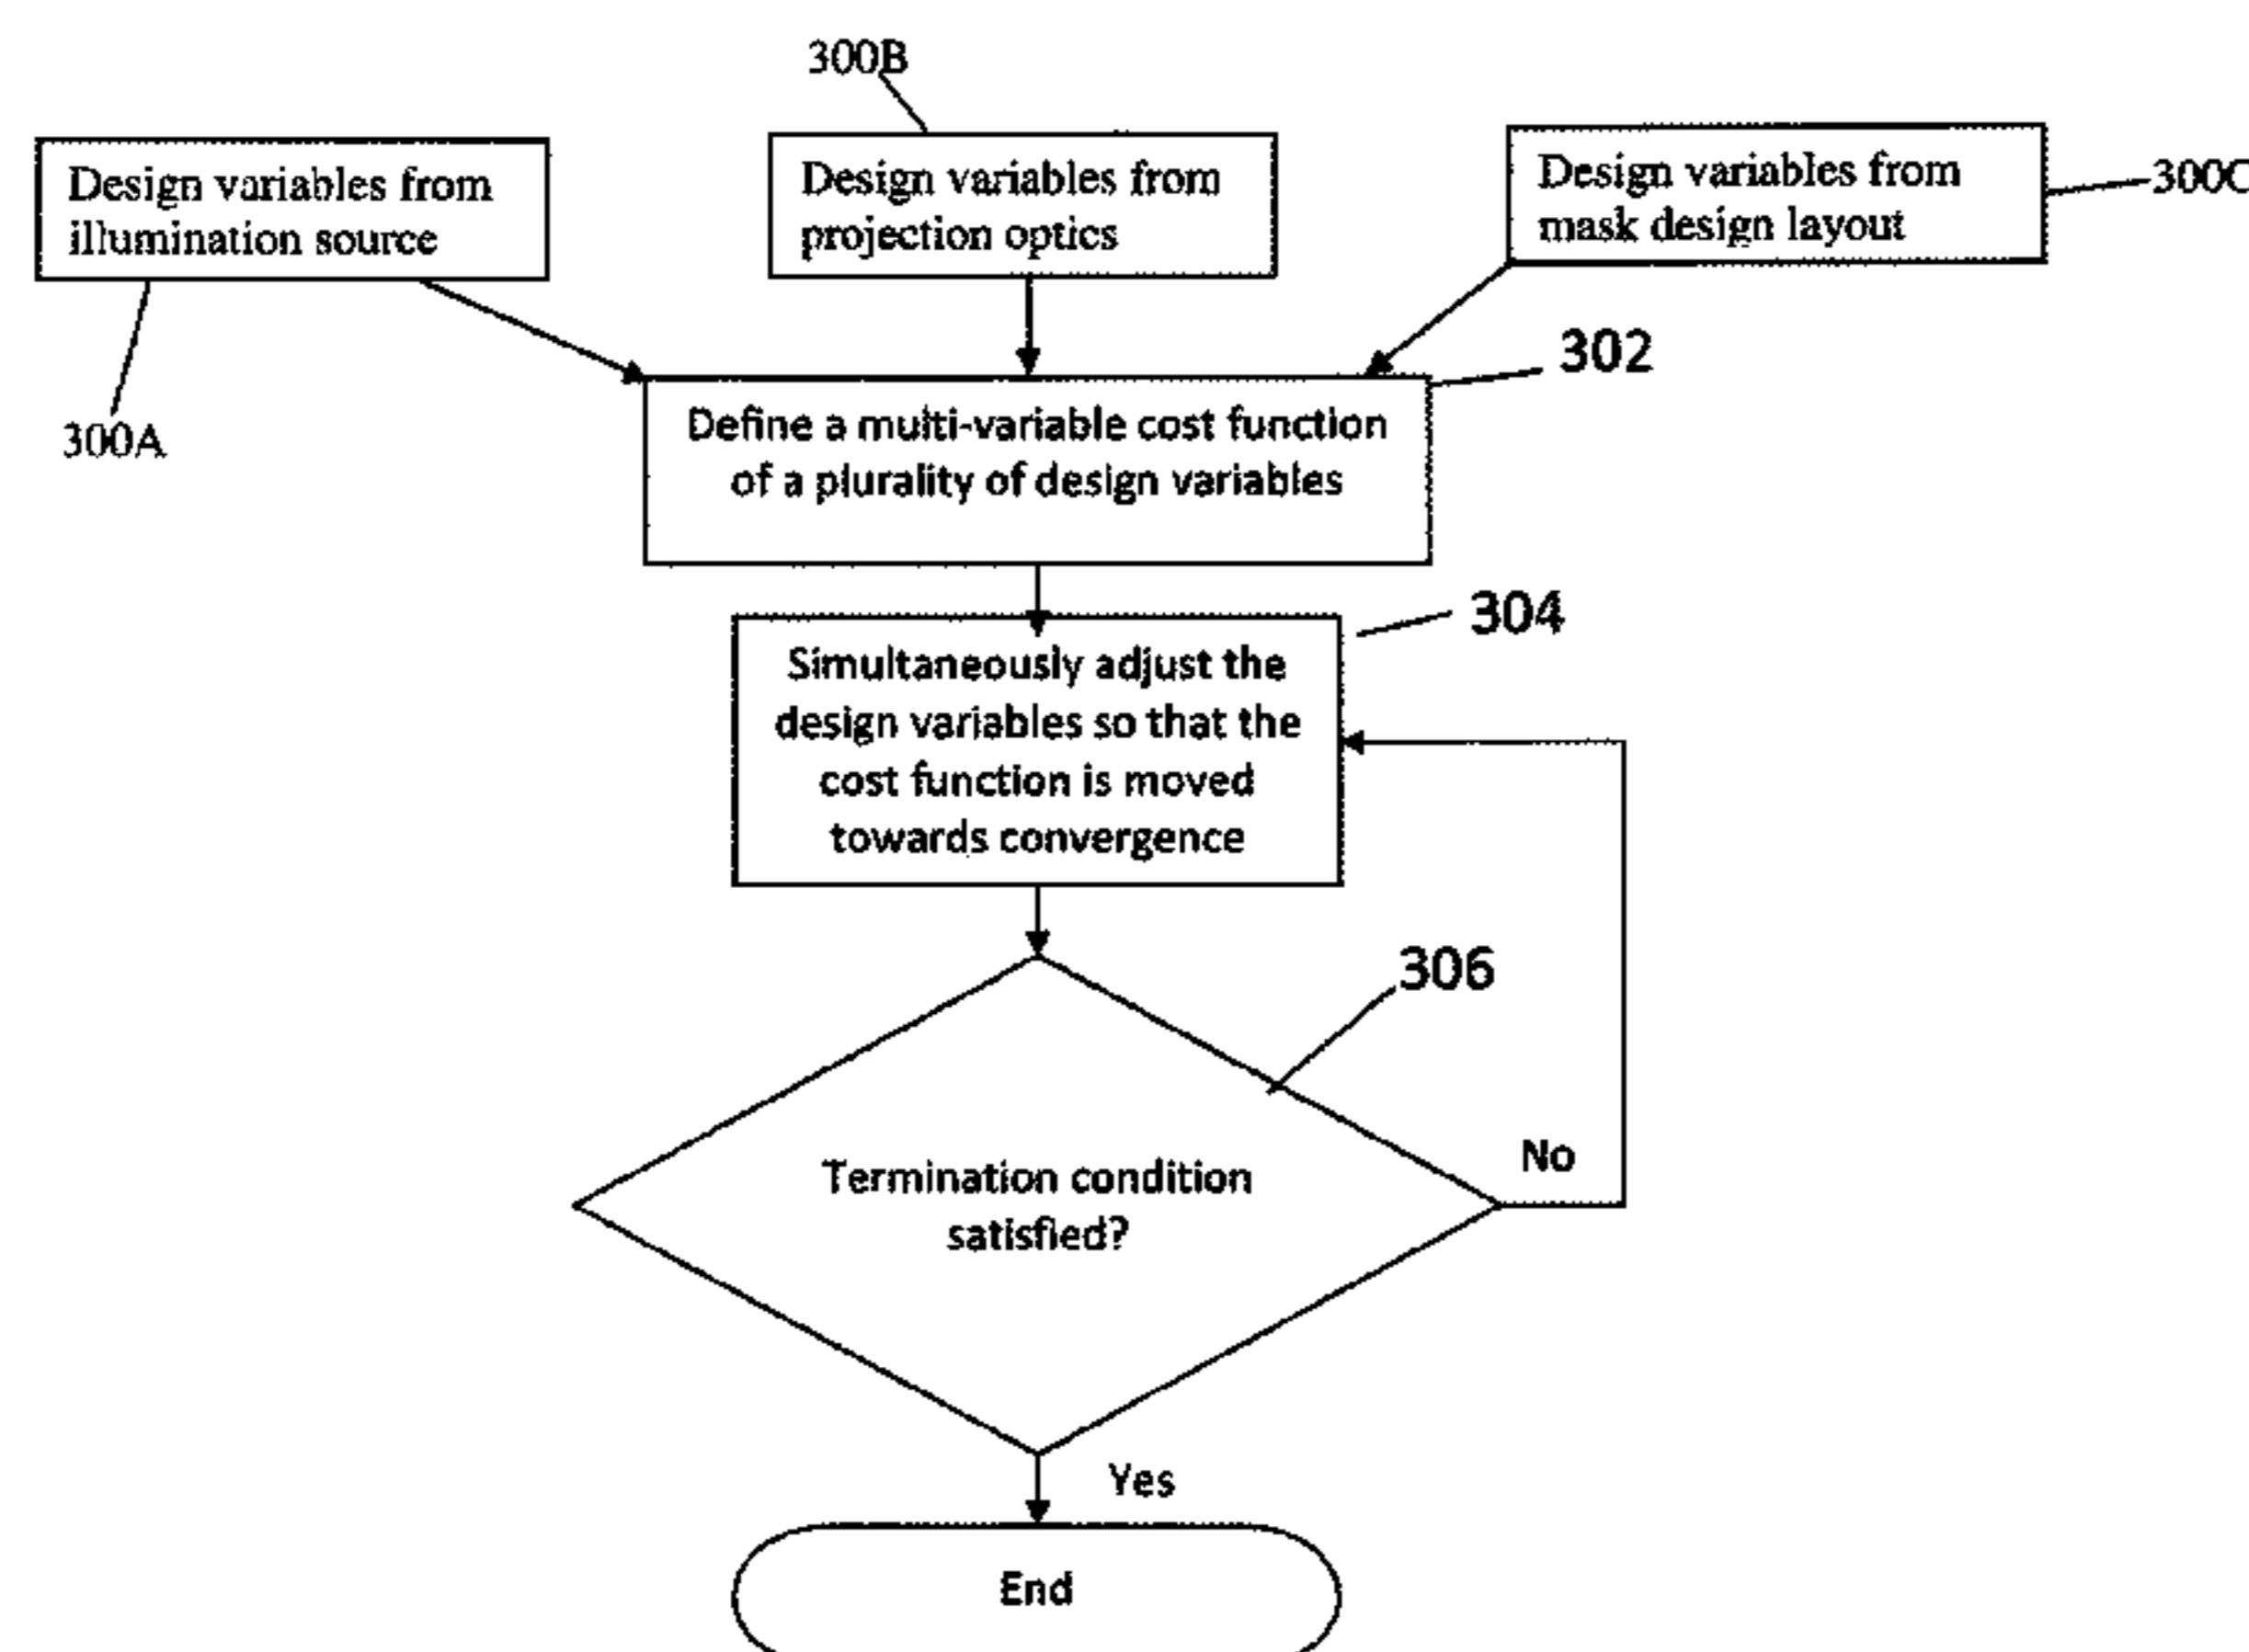 300B
Design variables from
illumination source
Design variables from
projection optics
Design variables from
mask design layout
300C
300A
302
Define a multi-variable cost function
of a plurality of design variables
304
Simultaneously adjust the
design variables so that the
cost function is moved
towards convergence
306
Termination condition
satisfied?
No
Yes
End